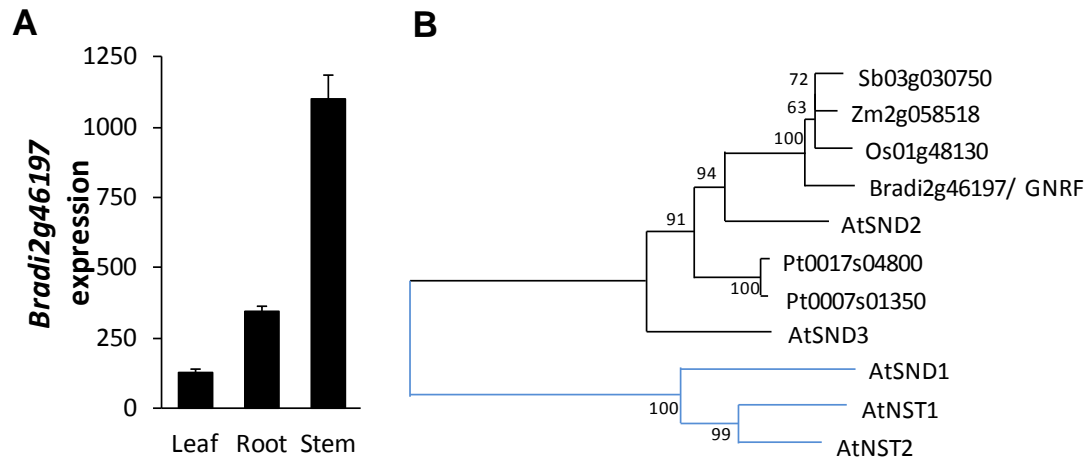 A
B
Bradi2g46197
expression
1250
1000
750
500
250
0
Leaf Root Stem
72
63
100
94
91
100
100
99
Sb03g030750
Zm2g058518
Os01g48130
Bradi2g46197/ GNRF
AtSND2
Pt0017s04800
Pt0007s01350
AtSND3
AtSND1
AtNST1
AtNST2